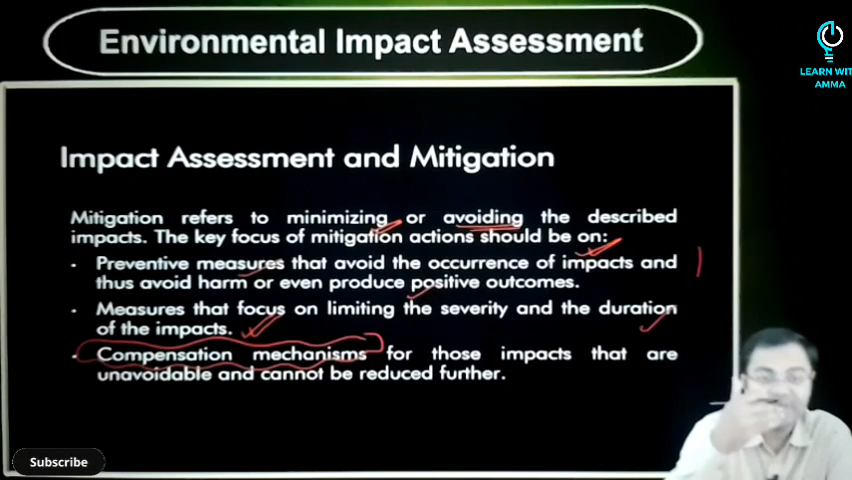 Environmental Impact Assessment
LEARN WIT
AMMA
Impact Assessment and Mitigation
Mitigation refers to minimizing or avoiding the described
impacts. The key focus of mitigation actions should be on:
• Preventive measures that avoid the occurrence of impacts and
thus avoid harm or even produce positive outcomes.
• Measures that focus on limiting the severity and the duration
of the impacts.
• Compensation mechanisms for those impacts that are
unavoidable and cannot be reduced further.
Subscribe